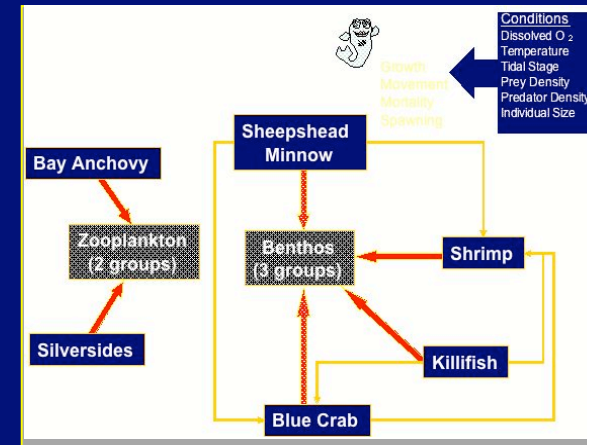 Conditions
Dissolved O₂
Temperature
Tidal Stage
Prey Density
Predator Density
Individual Size
Growth
Movement
Mortality
Spawning
Sheepshead
Minnow
Bay Anchovy
Zooplankton
(2 groups)
Benthos
(3 groups)
Shrimp
Silversides
Killifish
Blue Crab